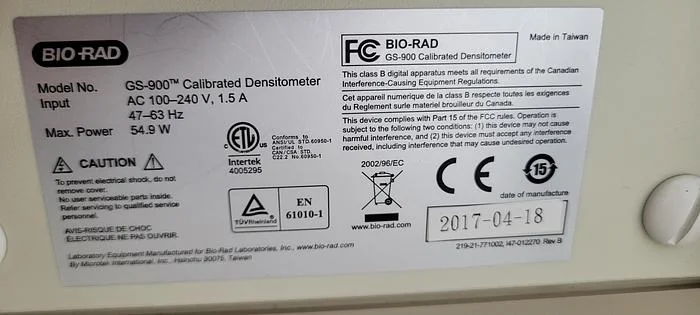 BIO-RAD
Model No. GS-900™ Calibrated Densitometer
Input AC 100–240 V, 1.5 A
47–63 Hz
Max. Power 54.9 W
CAUTION
To prevent electrical shock, do not
remove cover.
No user serviceable parts inside.
Refer servicing to qualified service
personnel.
AVIS-RISQUE DE CHOC
ÉLECTRIQUE NE PAS OUVRIR.
Laboratory Equipment Manufactured for Bio-Rad Laboratories, Inc., www.bio-rad.com
By Microtek International, Inc., Hsinchu 30075, Taiwan
c ETL us
Intertek
4005295
Conforms to
ANSI/UL STD.60950-1
Certified to
CAN/CSA STD.
C22.2 No.60950-1
TÜVRheinland
EN
61010-1
FC BIO-RAD
GS-900 Calibrated Densitometer
Made in Taiwan
This class B digital apparatus meets all requirements of the Canadian
Interference-Causing Equipment Regulations.
Cet appareil numerique de la class B respecte toutes les exigences
du Reglement surle materiel brouilleur du Canada.
This device complies with Part 15 of the FCC rules. Operation is
subject to the following conditions: (1) this device may not cause
harmful interference, and (2) this device must accept any interference
received, including interference that may cause undesired operation.
2002/96/EC
www.bio-rad.com
CE
15
date of manufacture
2017-04-18
219-21-771002, I47-012270 Rev B